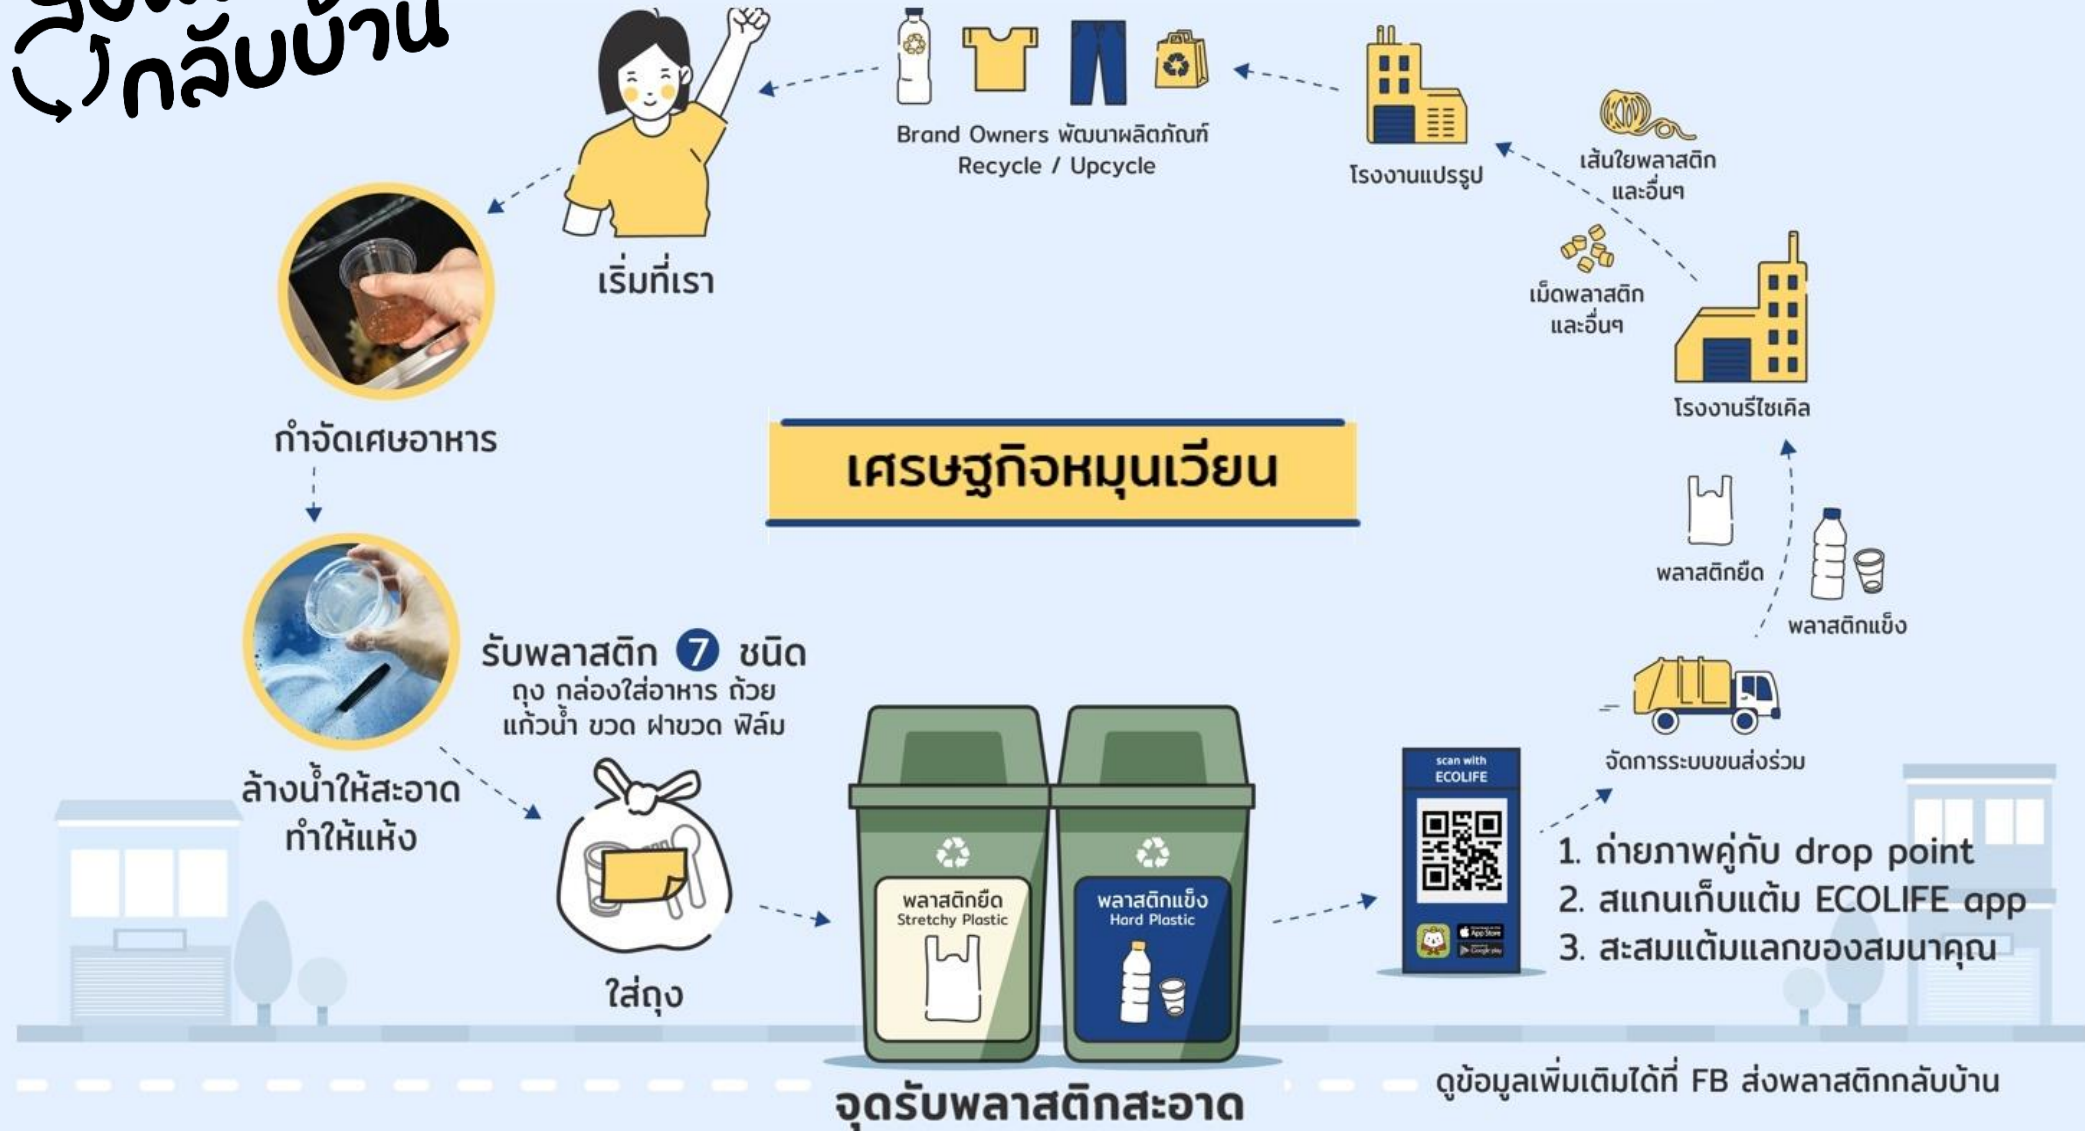 กลับบ้าน
Brand Owners พัฒนาผลิตภัณฑ์
Recycle / Upcycle
โรงงานแปรรูป
เส้นใยพลาสติก
และอื่นๆ
เริ่มที่เรา
เม็ดพลาสติก
และอื่นๆ
โรงงานรีไซเคิล
กำจัดเศษอาหาร
เศรษฐกิจหมุนเวียน
พลาสติกยืด
พลาสติกแข็ง
รับพลาสติก 7 ชนิด
ถุง กล่องใส่อาหาร ถ้วย
แก้วน้ำ ขวด ฝาขวด ฟิล์ม
ล้างน้ำให้สะอาด
ทำให้แห้ง
ใส่ถุง
พลาสติกยืด
Stretchy Plastic
พลาสติกแข็ง
Hard Plastic
จุดรับพลาสติกสะอาด
scan with
ECOLIFE
App Store
Google play
จัดการระบบขนส่งร่วม
1. ถ่ายภาพคู่กับ drop point
2. สแกนเก็บแต้ม ECOLIFE app
3. สะสมแต้มแลกของสมนาคุณ
ดูข้อมูลเพิ่มเติมได้ที่ FB ส่งพลาสติกกลับบ้าน